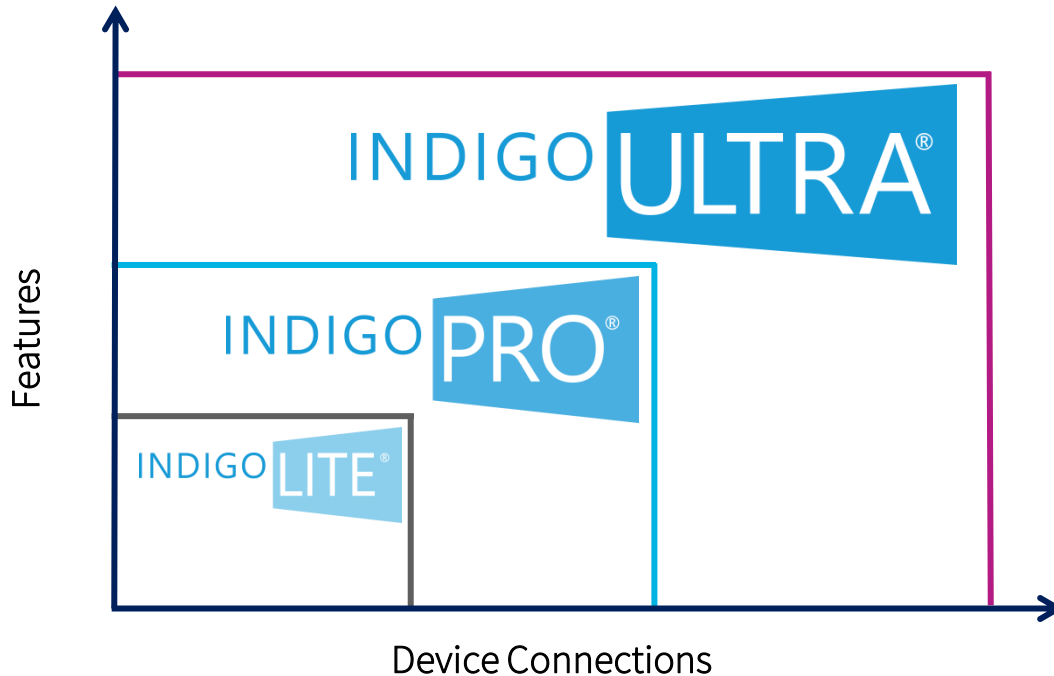 INDIGO ULTRA®
INDIGO PRO®
INDIGO LITE®
Features
Device Connections